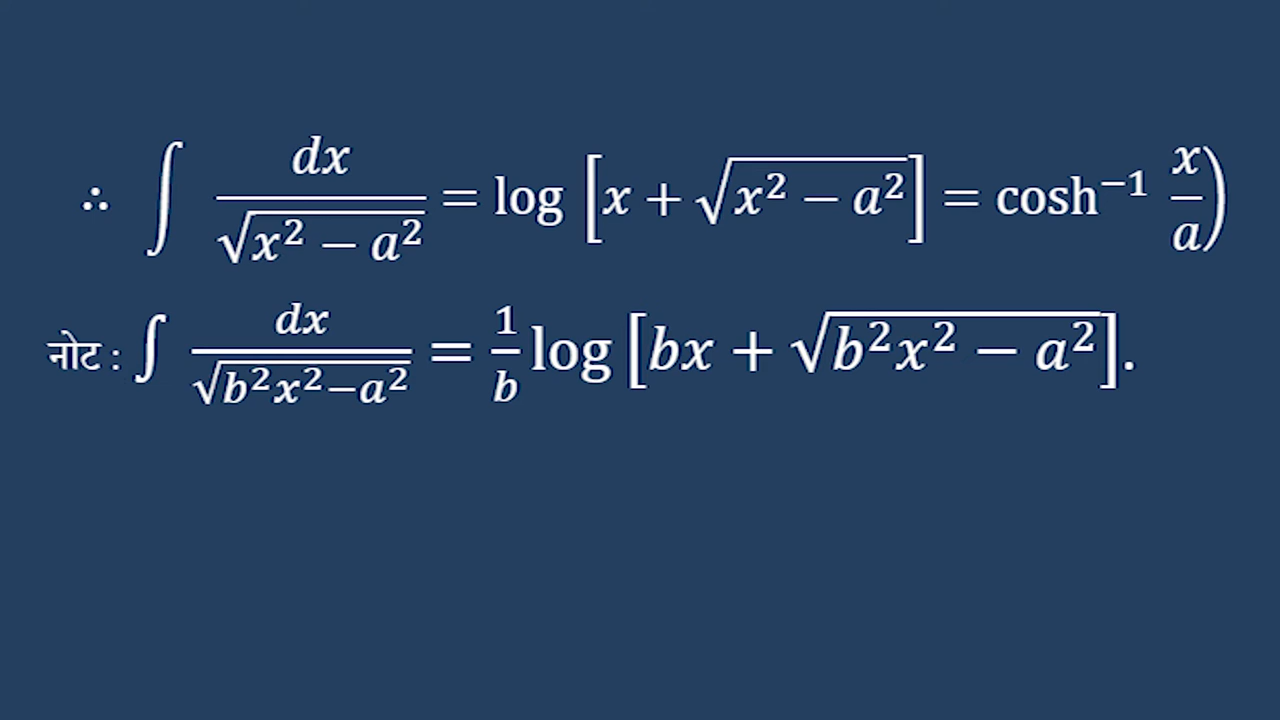 ∴ ∫ dx/√(x² − a²) = log [x + √(x² − a²)] = cosh⁻¹ x/a)
नोट : ∫ dx/√(b²x²−a²) = 1/b log [bx + √(b²x² − a²)].